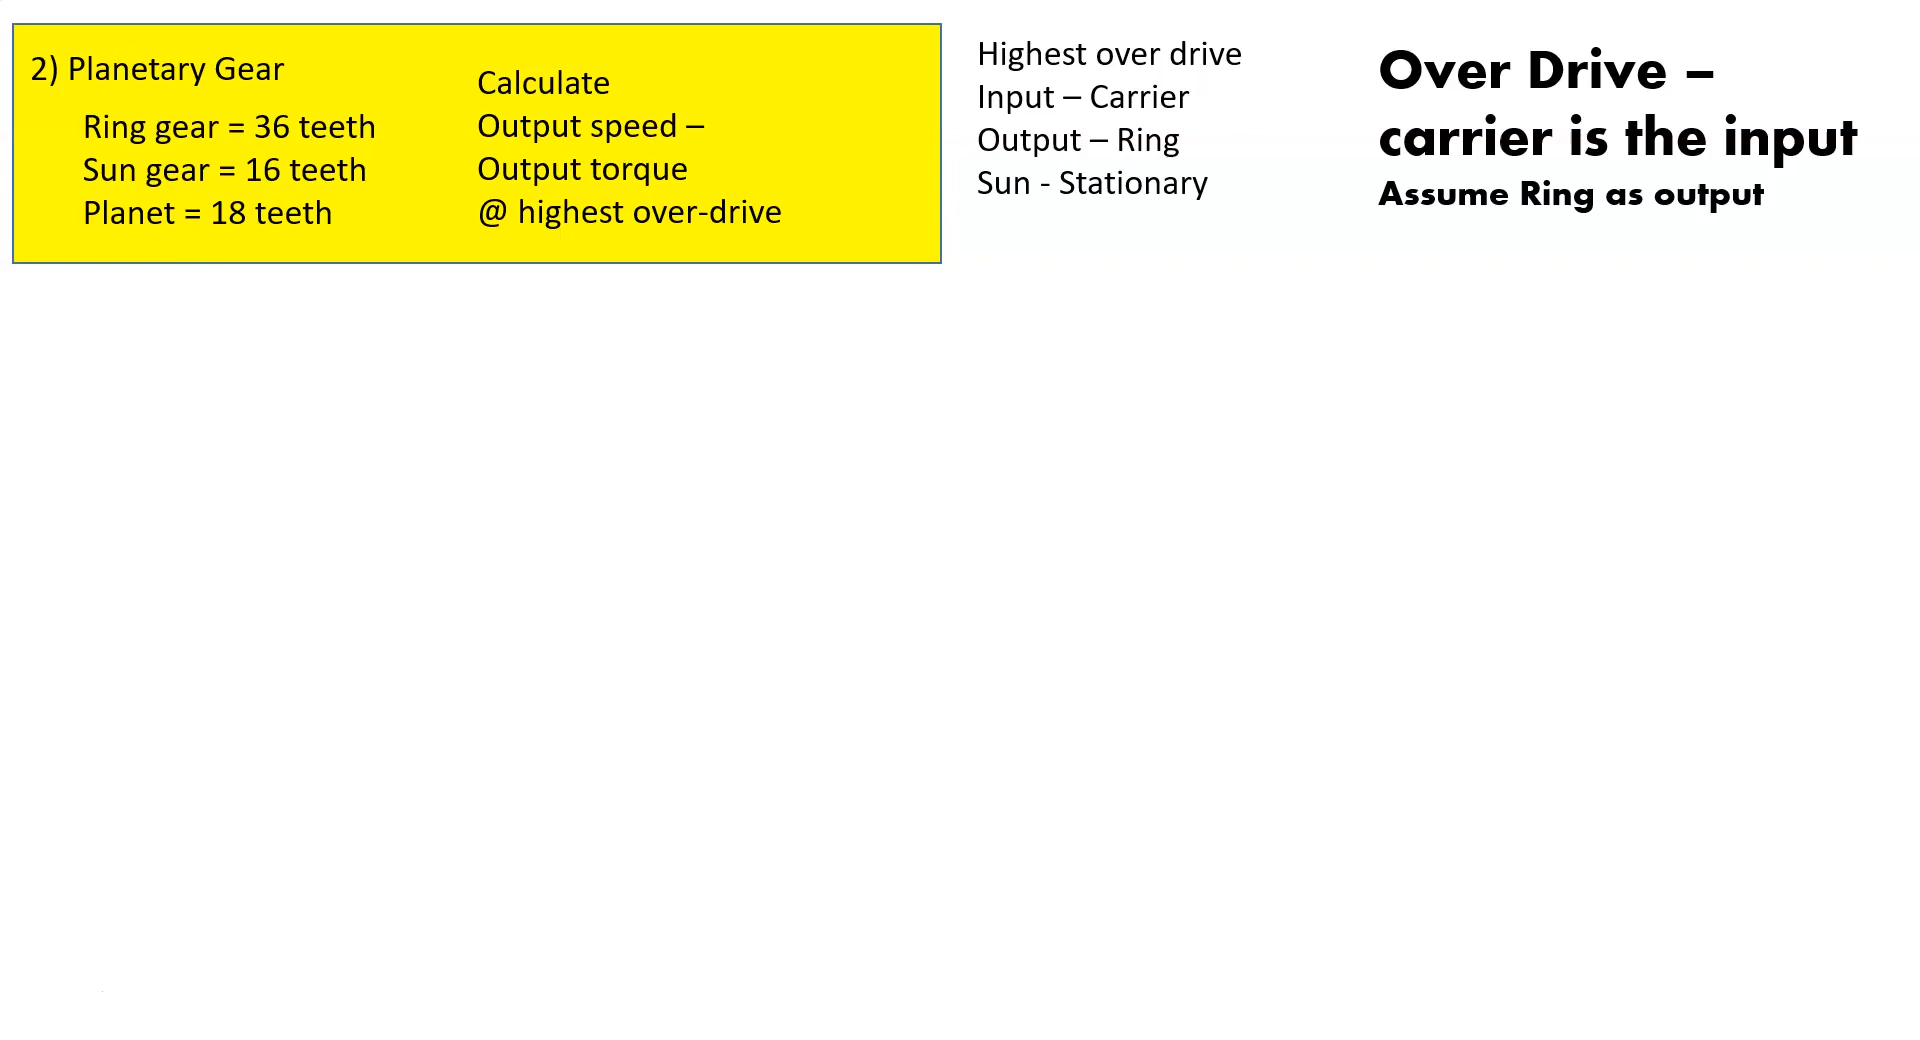 2) Planetary Gear
Ring gear = 36 teeth
Sun gear = 16 teeth
Planet = 18 teeth
Calculate
Output speed –
Output torque
@ highest over-drive
Highest over drive
Input – Carrier
Output – Ring
Sun - Stationary
Over Drive –
carrier is the input
Assume Ring as output